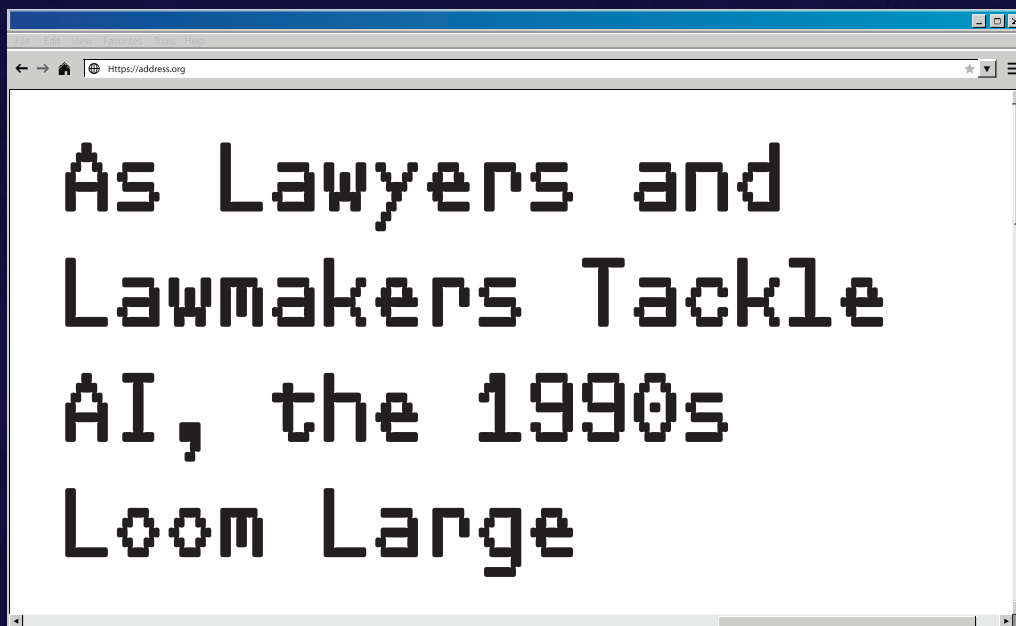 File Edit View Favorites Tools Help
Https://address.org
As Lawyers and
Lawmakers Tackle
AI, the 1990s
Loom Large